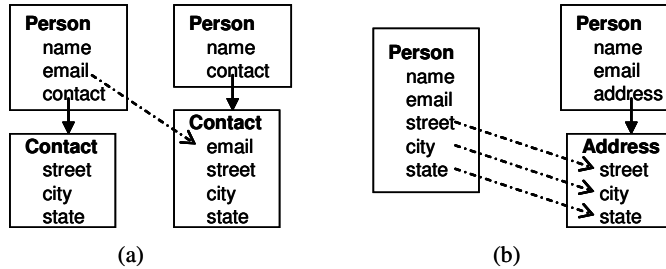 Person
name
email
contact
Contact
street
city
state
Person
name
contact
Contact
email
street
city
state
(a)
Person
name
email
street
city
state
Person
name
email
address
Address
street
city
state
(b)